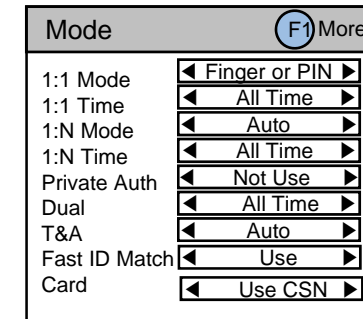 Mode F1 More
1:1 Mode ◀ Finger or PIN ▶
1:1 Time ◀ All Time ▶
1:N Mode ◀ Auto ▶
1:N Time ◀ All Time ▶
Private Auth ◀ Not Use ▶
Dual ◀ All Time ▶
T&A ◀ Auto ▶
Fast ID Match ◀ Use ▶
Card ◀ Use CSN ▶